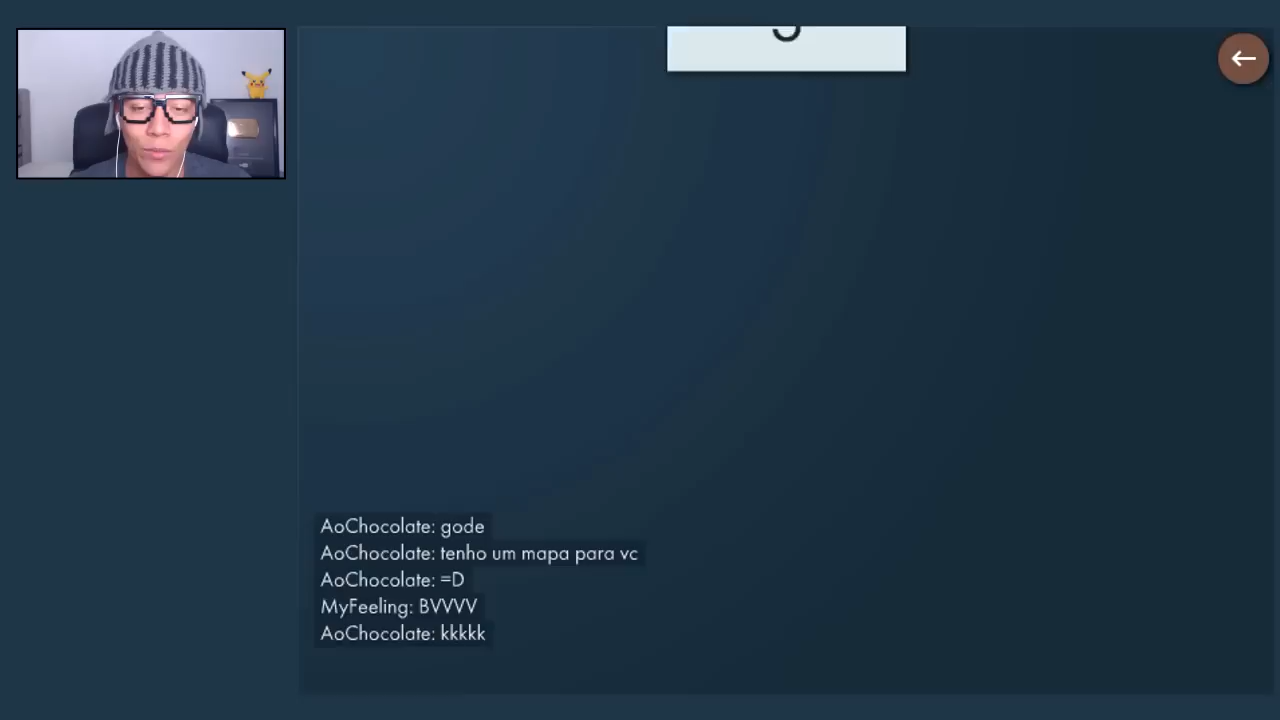 AoChocolate: gode
AoChocolate: tenho um mapa para vc
AoChocolate: =D
MyFeeling: BVVVV
AoChocolate: kkkkk